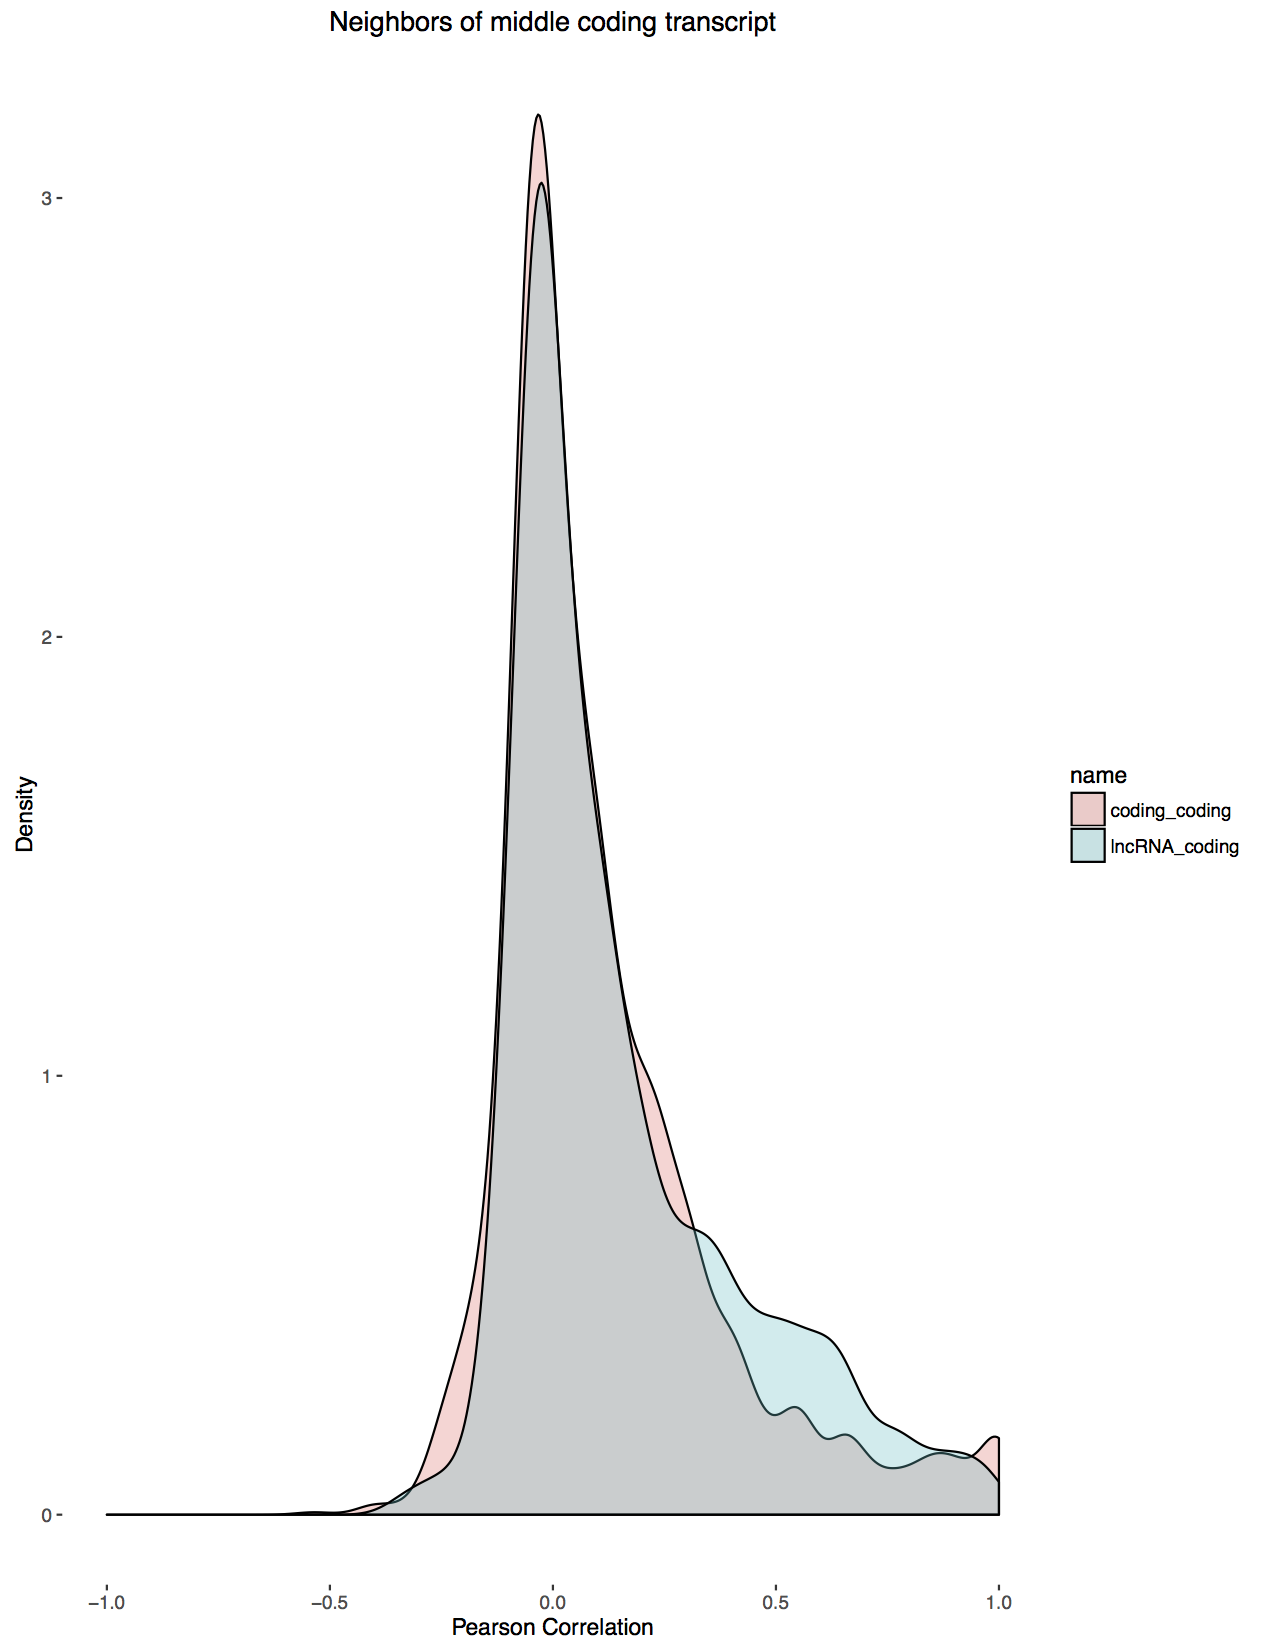 Neighbors of middle coding transcript
3
2
1
0
Density
−1.0
−0.5
0.0
0.5
1.0
Pearson Correlation
name
coding_coding
lncRNA_coding